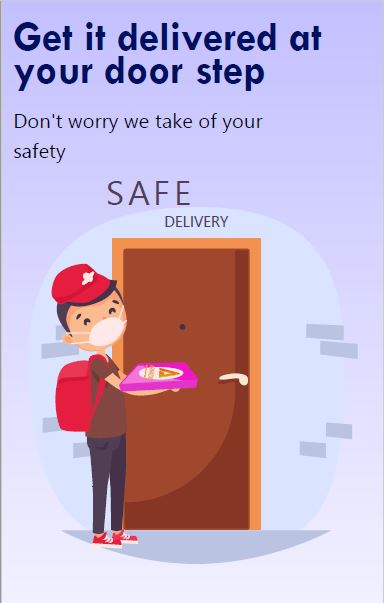 Get it delivered at
your door step
Don't worry we take of your
safety
SAFE
DELIVERY